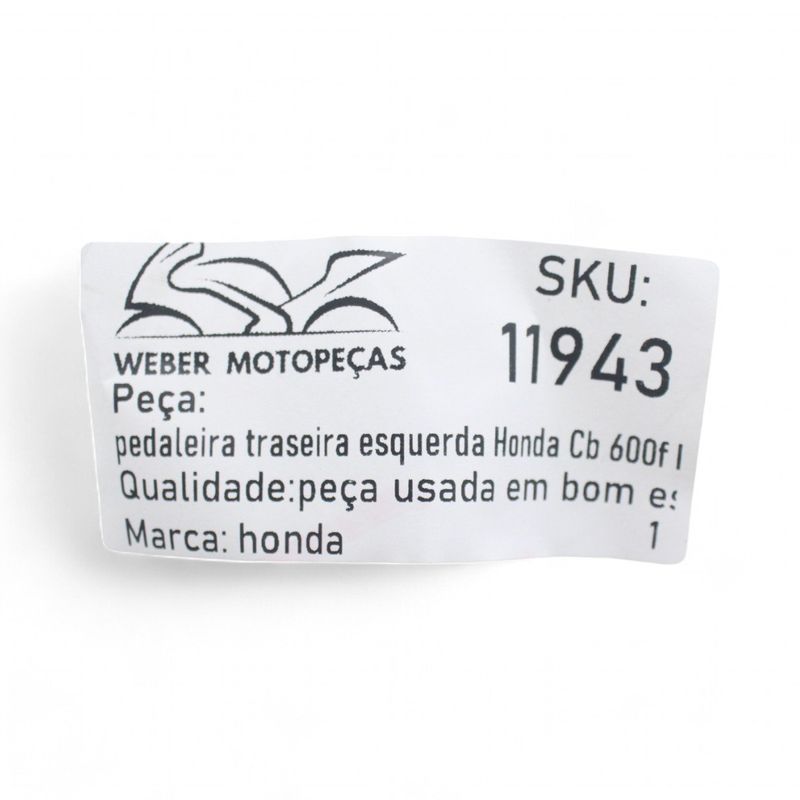 WEBER MOTOPEÇAS
SKU:
11943
Peça:
pedaleira traseira esquerda Honda Cb 600f
Qualidade:peça usada em bom
Marca: honda
1